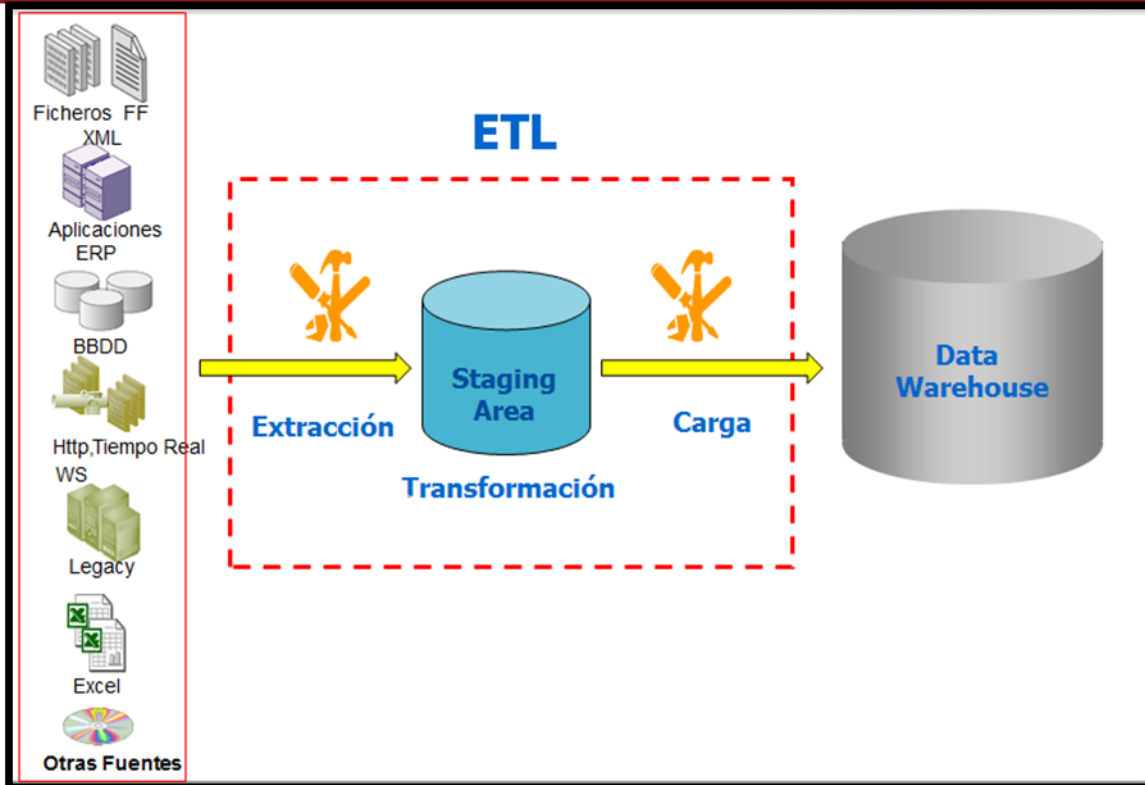 Ficheros FF
XML
Aplicaciones
ERP
BBDD
Http,Tiempo Real
WS
Legacy
Excel
Otras Fuentes
ETL
Extracción
Staging
Area
Transformación
Carga
Data
Warehouse